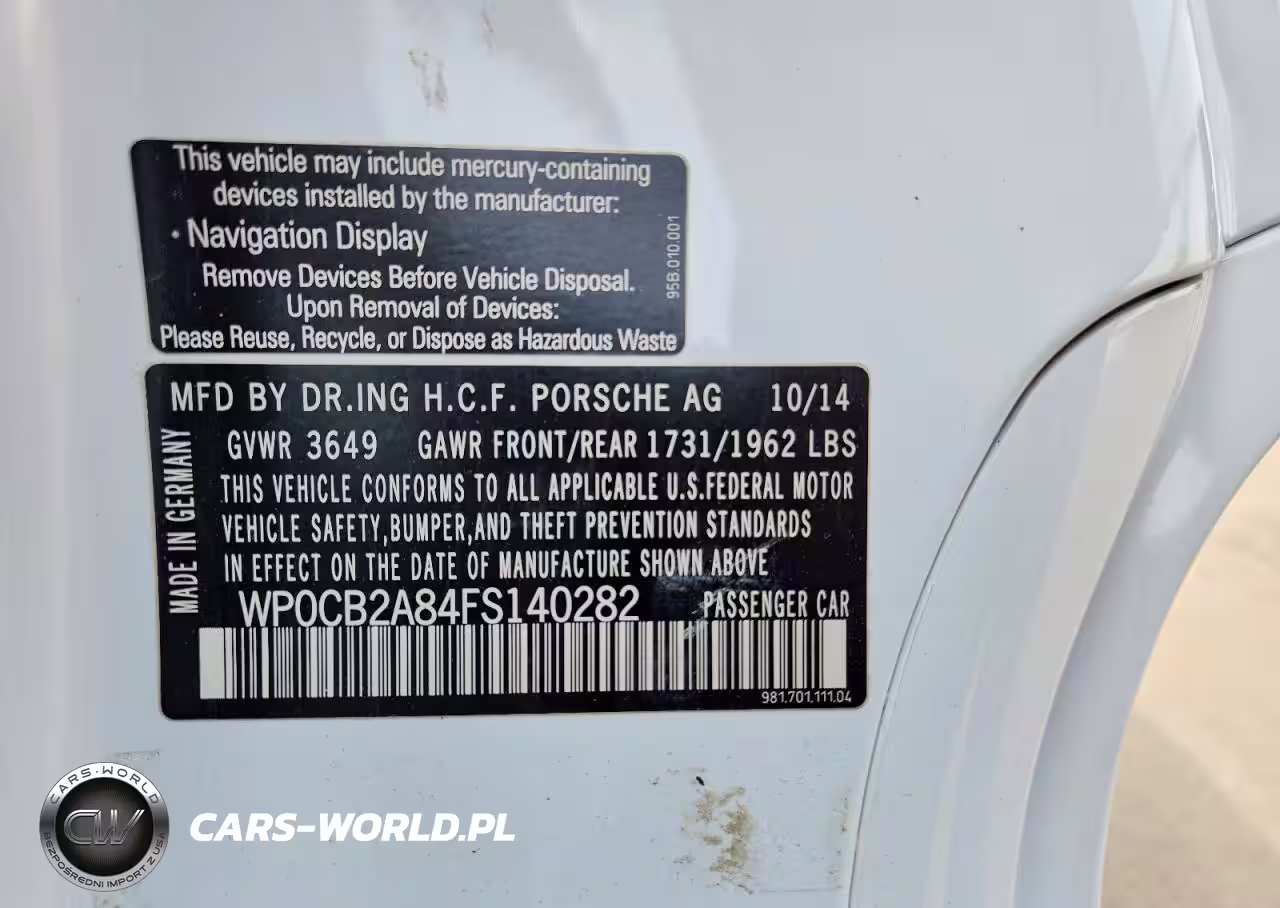 This vehicle may include mercury-containing
devices installed by the manufacturer:
· Navigation Display
Remove Devices Before Vehicle Disposal.
Upon Removal of Devices:
Please Reuse, Recycle, or Dispose as Hazardous Waste
95B.010.001
MFD BY DR.ING H.C.F. PORSCHE AG 10/14
GVWR 3649 GAWR FRONT/REAR 1731/1962 LBS
THIS VEHICLE CONFORMS TO ALL APPLICABLE U.S.FEDERAL MOTOR
VEHICLE SAFETY,BUMPER,AND THEFT PREVENTION STANDARDS
IN EFFECT ON THE DATE OF MANUFACTURE SHOWN ABOVE
MADE IN GERMANY
WP0CB2A84FS140282 PASSENGER CAR
981.701.111.04
CARS-WORLD
CW
BEZPOŚREDNI IMPORT Z USA
CARS-WORLD.PL